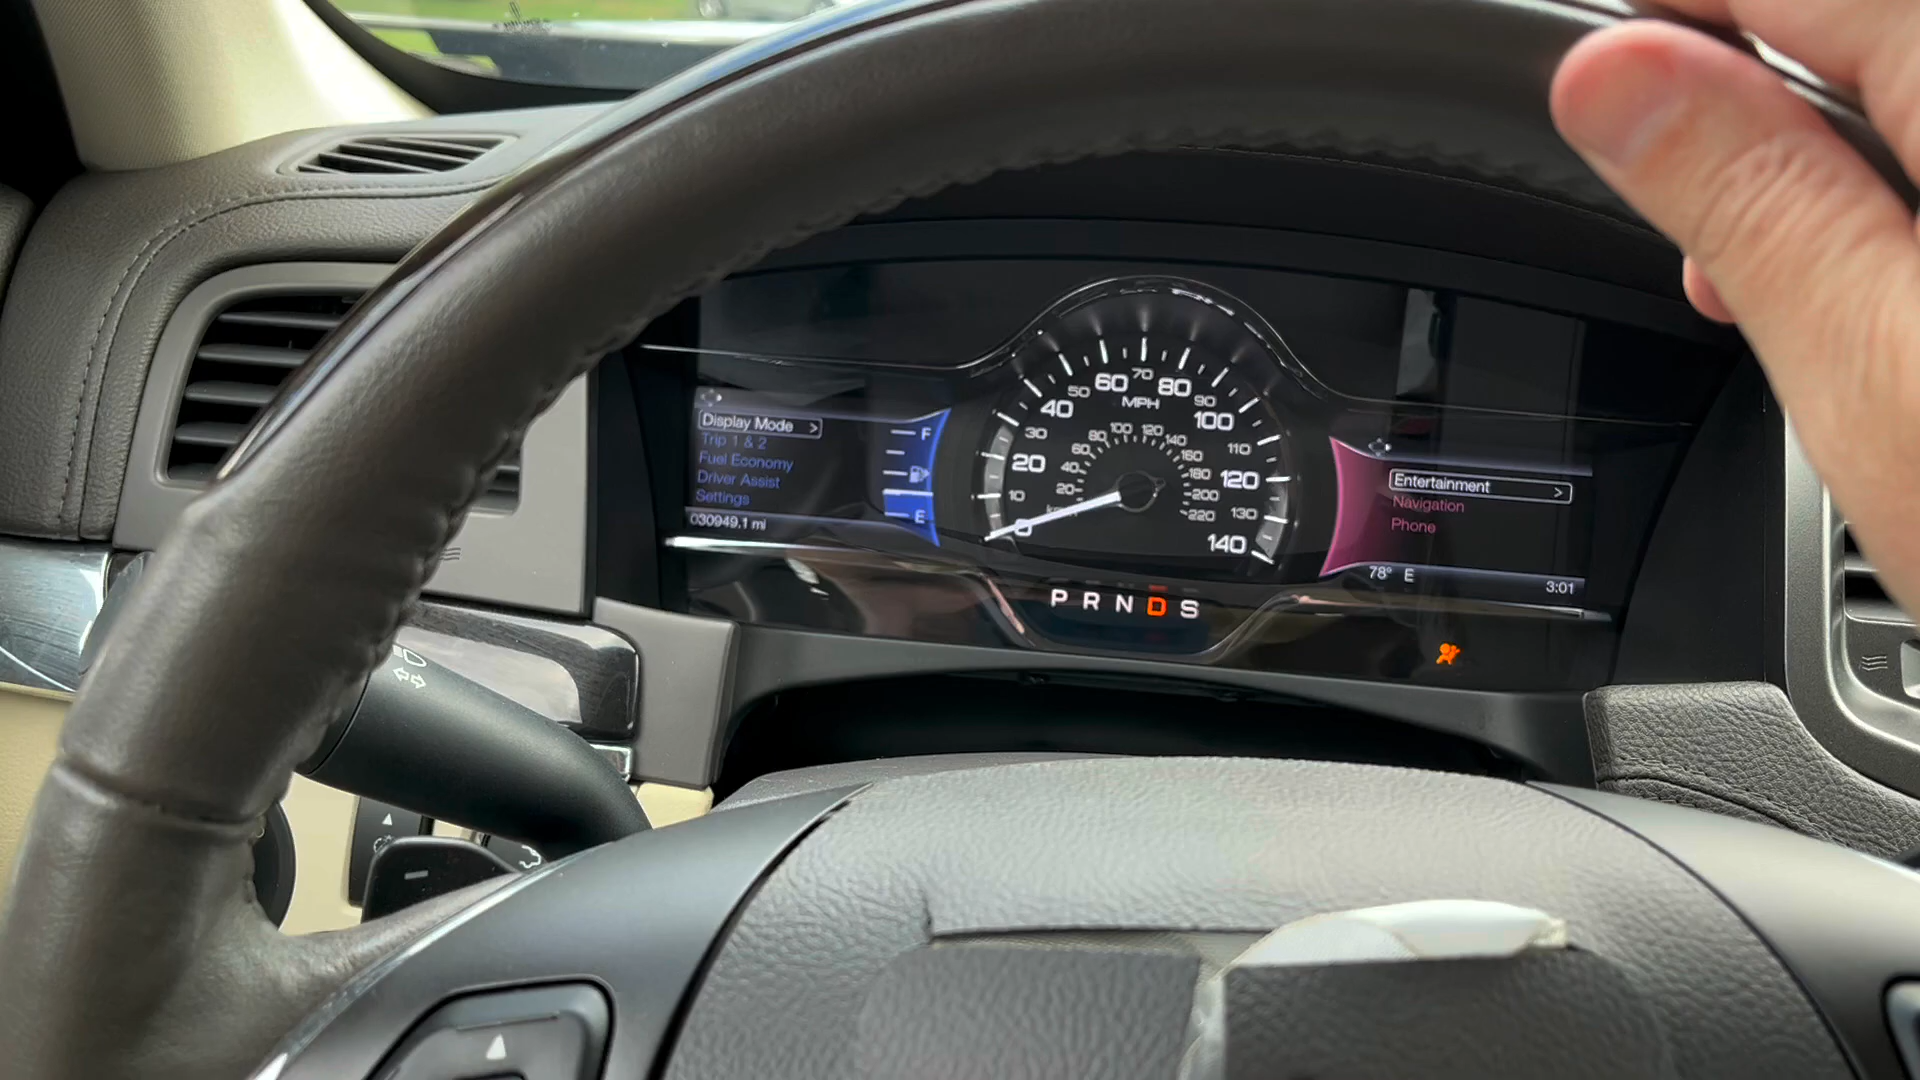 Display Mode >
Trip 1 & 2
Fuel Economy
Driver Assist
Settings
030949.1 mi
F
E
0
10
20
30
40
50
60
70
80
90
100
110
120
130
140
MPH
20
40
60
80
100
120
140
160
180
200
220
P R N D S
Entertainment >
Navigation
Phone
78° E
3:01